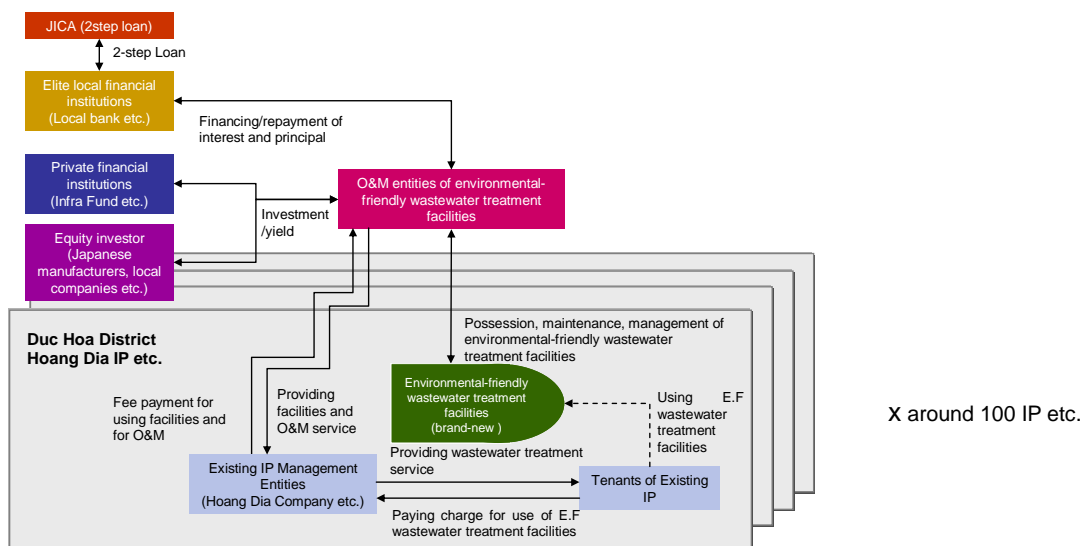 JICA (2step loan)
2-step Loan
Elite local financial
institutions
(Local bank etc.)
Financing/repayment of
interest and principal
Private financial
institutions
(Infra Fund etc.)
O&M entities of environmental-
friendly wastewater treatment
facilities
Investment
/yield
Equity investor
(Japanese
manufacturers, local
companies etc.)
Duc Hoa District
Hoang Dia IP etc.
Possession, maintenance, management of
environmental-friendly wastewater
treatment facilities
Fee payment for
using facilities and
for O&M
Providing
facilities and
O&M service
Environmental-friendly
wastewater treatment
facilities
(brand-new )
Using E.F
wastewater
treatment
facilities
x around 100 IP etc.
Providing wastewater treatment
service
Existing IP Management
Entities
(Hoang Dia Company etc.)
Tenants of Existing
IP
Paying charge for use of E.F
wastewater treatment facilities